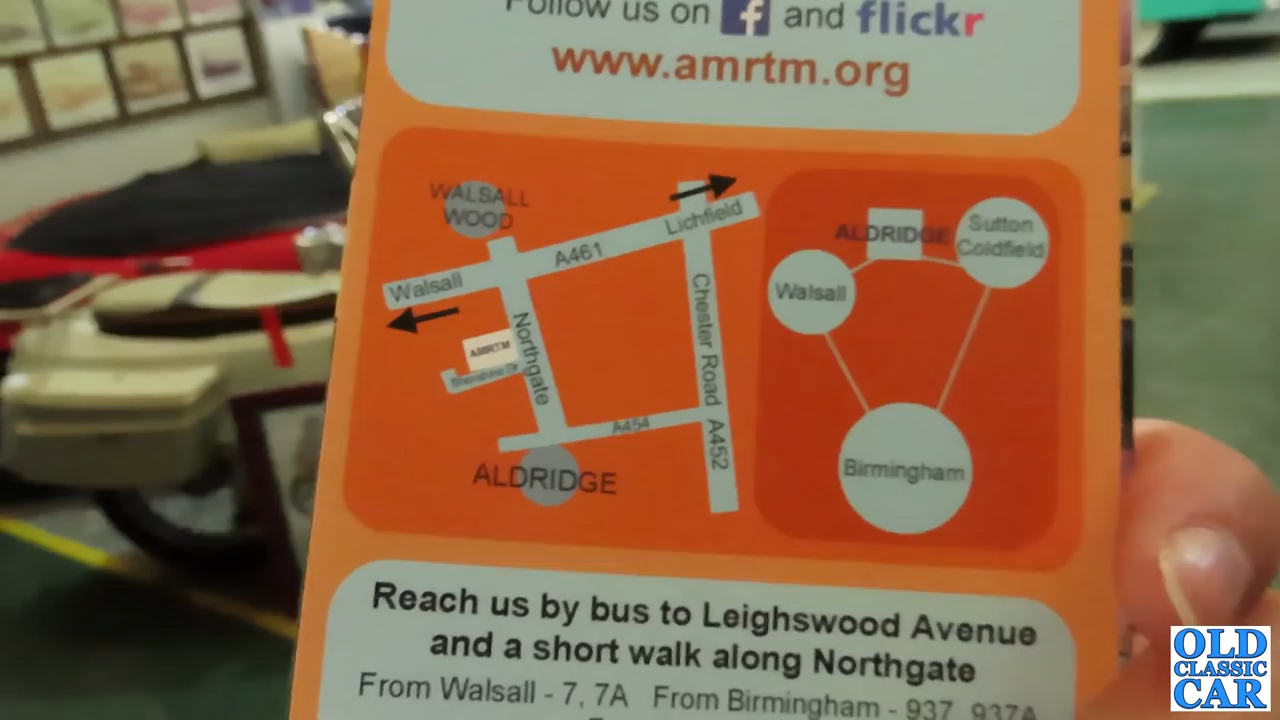 Follow us on f and flickr
www.amrtm.org
WALSALL
WOOD
Lichfield
A461
Walsall
Northgate
AMRTM
Shenstone Dr
Chester Road A452
A454
ALDRIDGE
ALDRIDGE
Sutton
Coldfield
Walsall
Birmingham
Reach us by bus to Leighswood Avenue
and a short walk along Northgate
From Walsall - 7, 7A From Birmingham - 937, 937A
OLD
CLASSIC
CAR